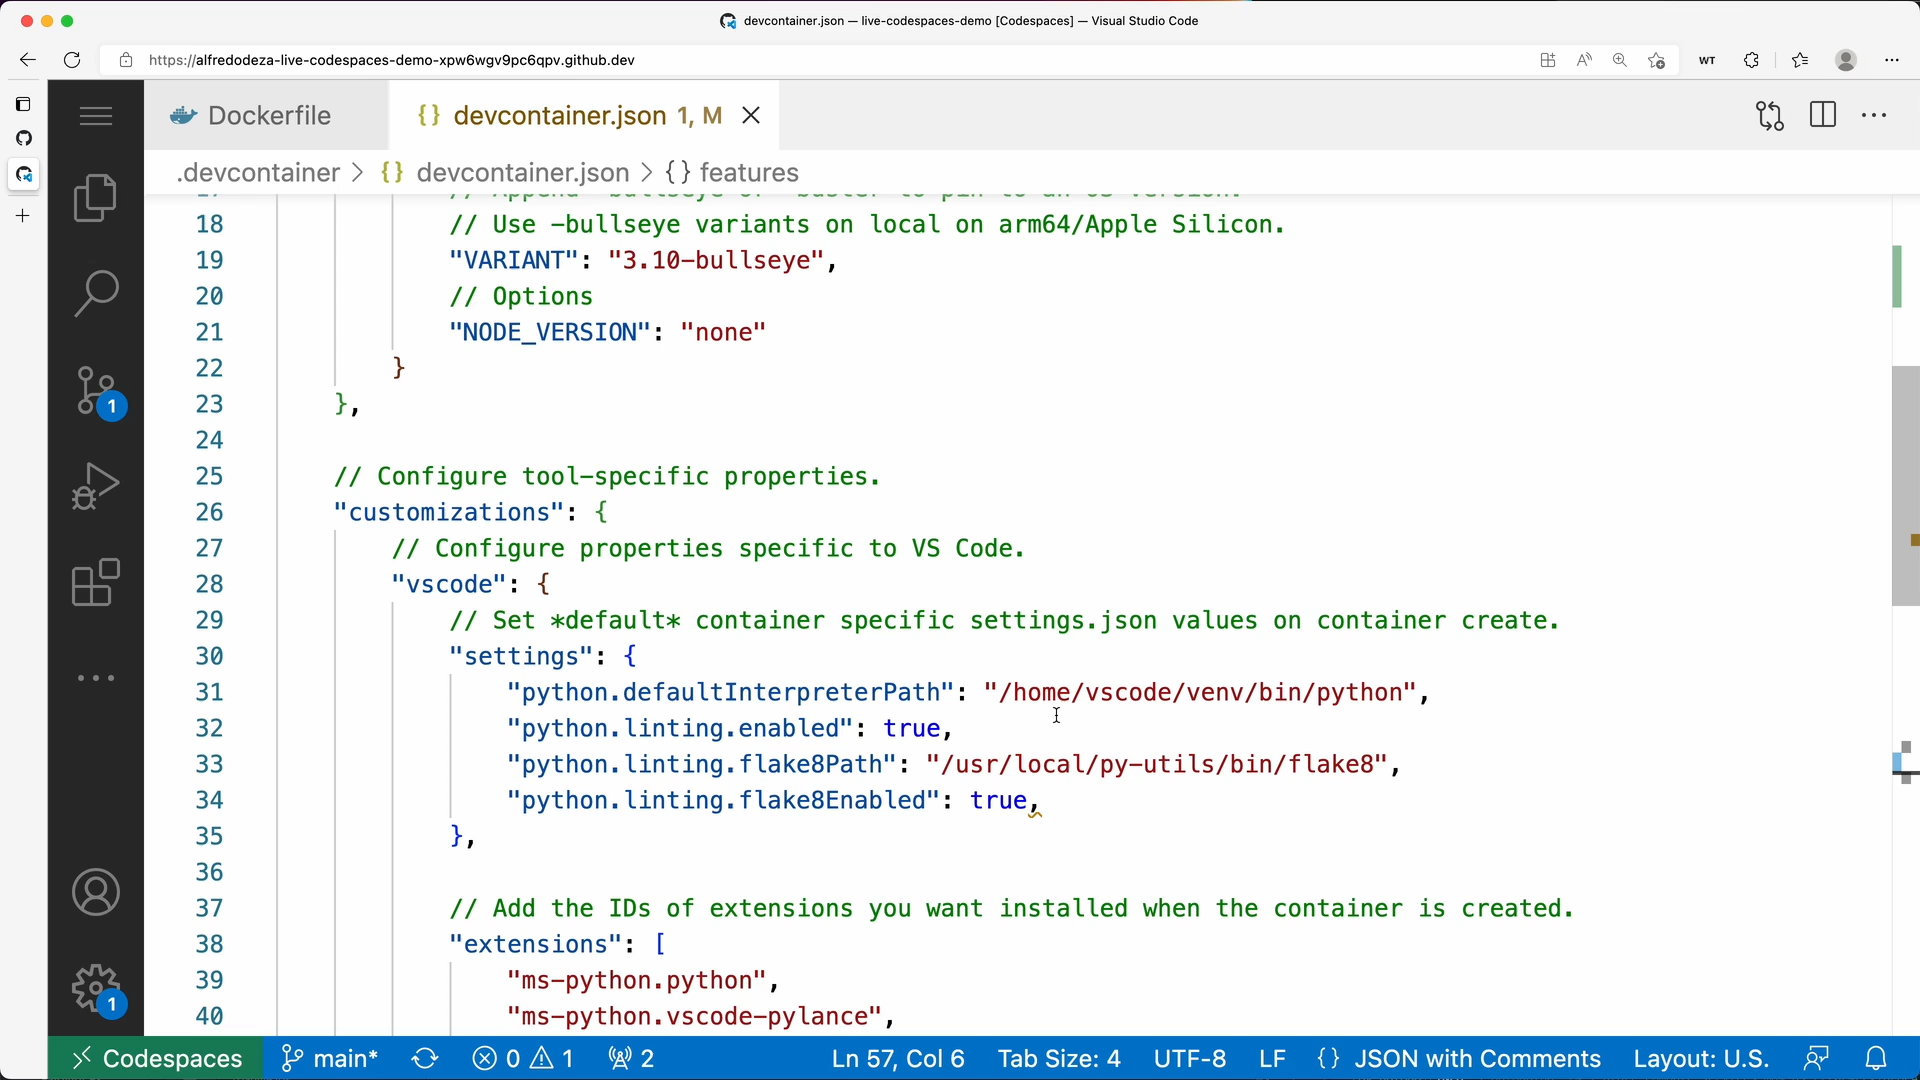 devcontainer.json — live-codespaces-demo [Codespaces] — Visual Studio Code
https://alfredodeza-live-codespaces-demo-xpw6wgv9pc6qpv.github.dev
WT
Dockerfile
{} devcontainer.json 1, M
.devcontainer > {} devcontainer.json > {} features
18 // Use -bullseye variants on local on arm64/Apple Silicon.
19 "VARIANT": "3.10-bullseye",
20 // Options
21 "NODE_VERSION": "none"
22 }
23 },
24
25 // Configure tool-specific properties.
26 "customizations": {
27 // Configure properties specific to VS Code.
28 "vscode": {
29 // Set *default* container specific settings.json values on container create.
30 "settings": {
31 "python.defaultInterpreterPath": "/home/vscode/venv/bin/python",
32 "python.linting.enabled": true,
33 "python.linting.flake8Path": "/usr/local/py-utils/bin/flake8",
34 "python.linting.flake8Enabled": true,
35 },
36
37 // Add the IDs of extensions you want installed when the container is created.
38 "extensions": [
39 "ms-python.python",
40 "ms-python.vscode-pylance",
1
1
Codespaces main* 0 1 2 Ln 57, Col 6 Tab Size: 4 UTF-8 LF {} JSON with Comments Layout: U.S.